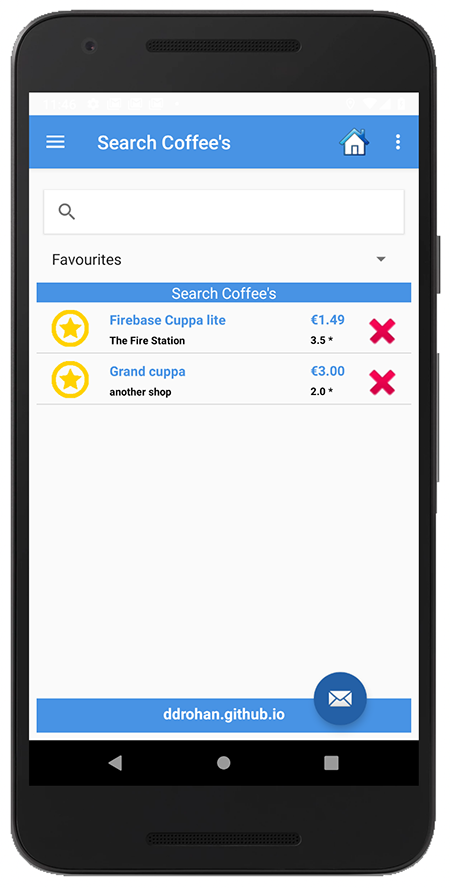 Search Coffee's
Favourites
Search Coffee's
Firebase Cuppa lite €1.49
The Fire Station 3.5 *
Grand cuppa €3.00
another shop 2.0 *
ddrohan.github.io